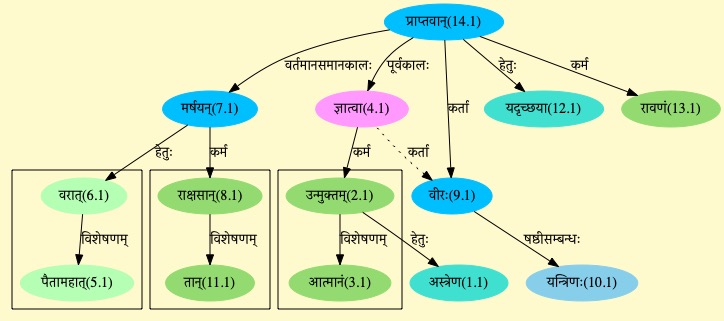 प्राप्तवान्(14.1)
वर्तमानसमानकालः पूर्वकालः हेतुः कर्म
मर्षयन्(7.1) ज्ञात्वा(4.1) कर्ता यदृच्छया(12.1) रावणं(13.1)
हेतुः कर्म कर्म कर्ता
वरात्(6.1) राक्षसान्(8.1) उन्मुक्तम्(2.1) वीरः(9.1)
विशेषणम् विशेषणम् विशेषणम् हेतुः षष्ठीसम्बन्धः
पैतामहात्(5.1) तान्(11.1) आत्मानं(3.1) अस्त्रेण(1.1) यन्त्रिणः(10.1)